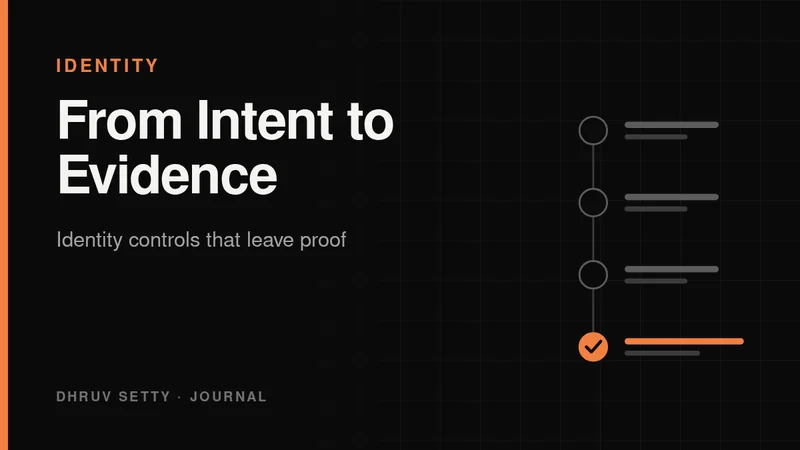 IDENTITY
From Intent to
Evidence
Identity controls that leave proof
DHRUV SETTY · JOURNAL